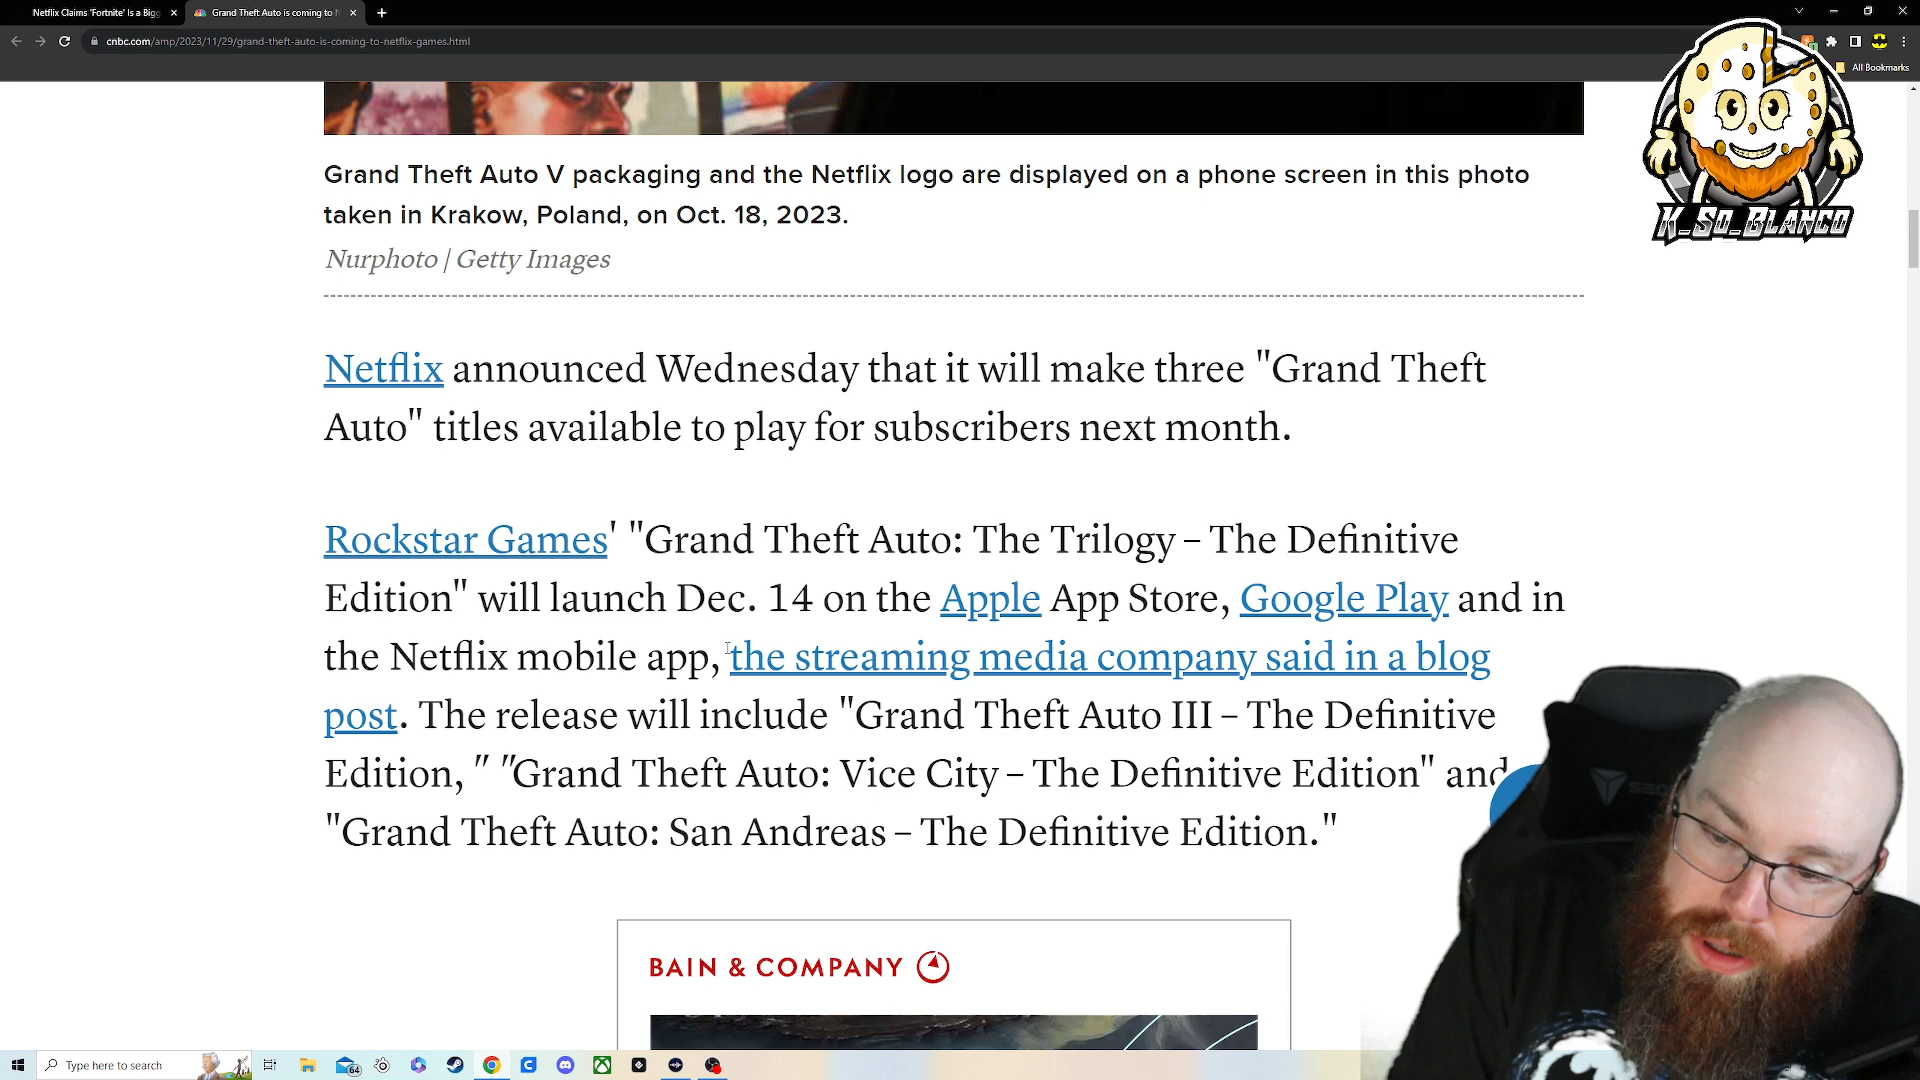 Netflix Claims 'Fortnite' Is a Bigg
Grand Theft Auto is coming to N
cnbc.com/amp/2023/11/29/grand-theft-auto-is-coming-to-netflix-games.html
All Bookmarks
K_So_Blanco
Grand Theft Auto V packaging and the Netflix logo are displayed on a phone screen in this photo
taken in Krakow, Poland, on Oct. 18, 2023.
Nurphoto | Getty Images
Netflix announced Wednesday that it will make three "Grand Theft
Auto" titles available to play for subscribers next month.
Rockstar Games' "Grand Theft Auto: The Trilogy – The Definitive
Edition" will launch Dec. 14 on the Apple App Store, Google Play and in
the Netflix mobile app, the streaming media company said in a blog
post. The release will include "Grand Theft Auto III – The Definitive
Edition, " "Grand Theft Auto: Vice City – The Definitive Edition" and
"Grand Theft Auto: San Andreas – The Definitive Edition."
BAIN & COMPANY
Type here to search
64